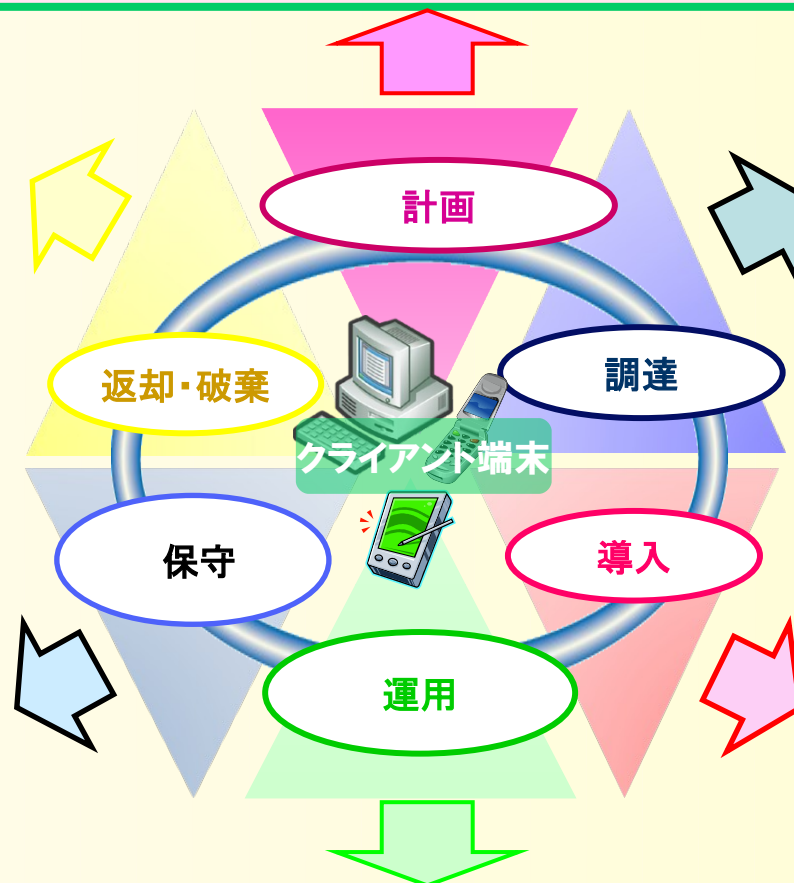 計画
返却・破棄
調達
クライアント端末
保守
導入
運用